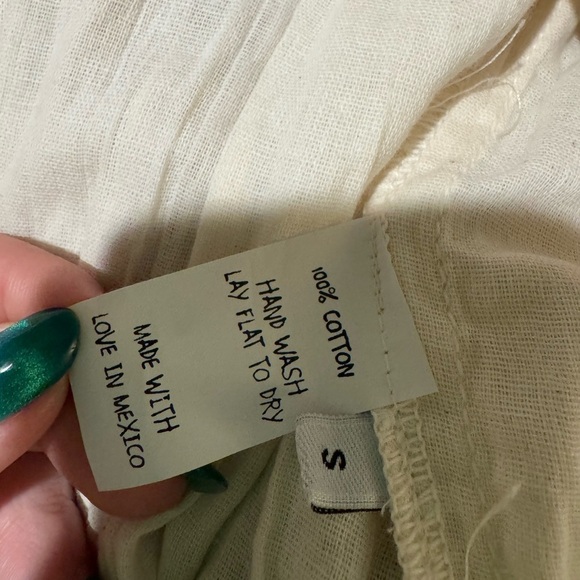 100% COTTON
HAND WASH
LAY FLAT TO DRY
MADE WITH
LOVE IN MEXICO
S